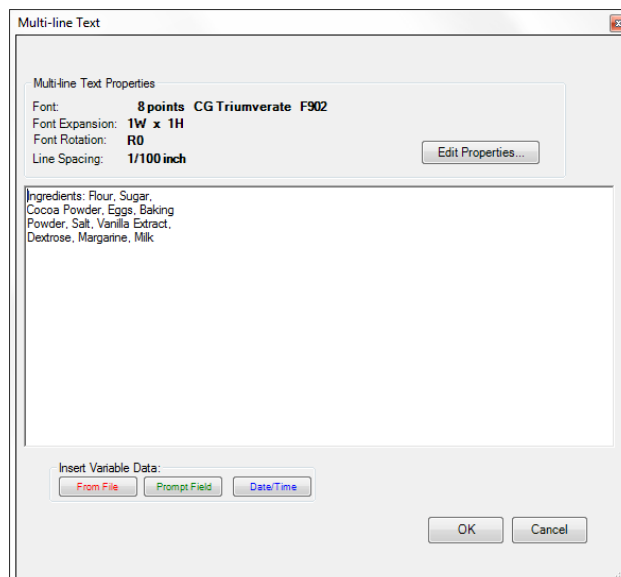 Multi-line Text
Multi-line Text Properties
Font: 8 points CG Triumverate F902
Font Expansion: 1W x 1H
Font Rotation: R0
Line Spacing: 1/100 inch
Edit Properties...
Ingredients: Flour, Sugar,
Cocoa Powder, Eggs, Baking
Powder, Salt, Vanilla Extract,
Dextrose, Margarine, Milk
Insert Variable Data:
From File Prompt Field Date/Time
OK Cancel